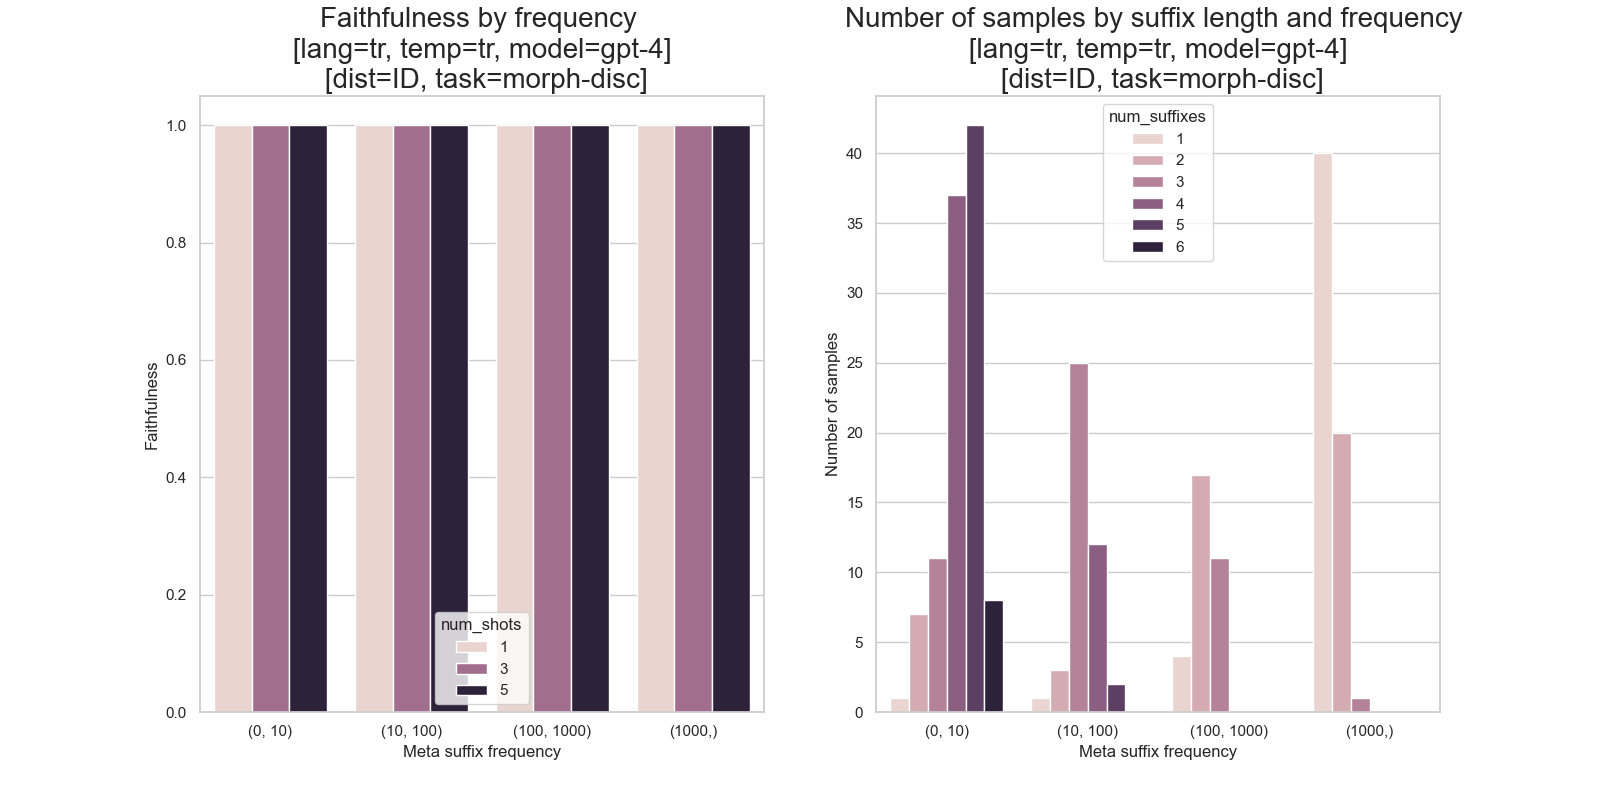 Faithfulness by frequency
[lang=tr, temp=tr, model=gpt-4]
[dist=ID, task=morph-disc]
1.0
0.8
0.6
0.4
0.2
0.0
Faithfulness
num_shots
1
3
5
(0, 10)
(10, 100)
(100, 1000)
(1000,)
Meta suffix frequency
Number of samples by suffix length and frequency
[lang=tr, temp=tr, model=gpt-4]
[dist=ID, task=morph-disc]
40
35
30
25
20
15
10
5
0
Number of samples
num_suffixes
1
2
3
4
5
6
(0, 10)
(10, 100)
(100, 1000)
(1000,)
Meta suffix frequency